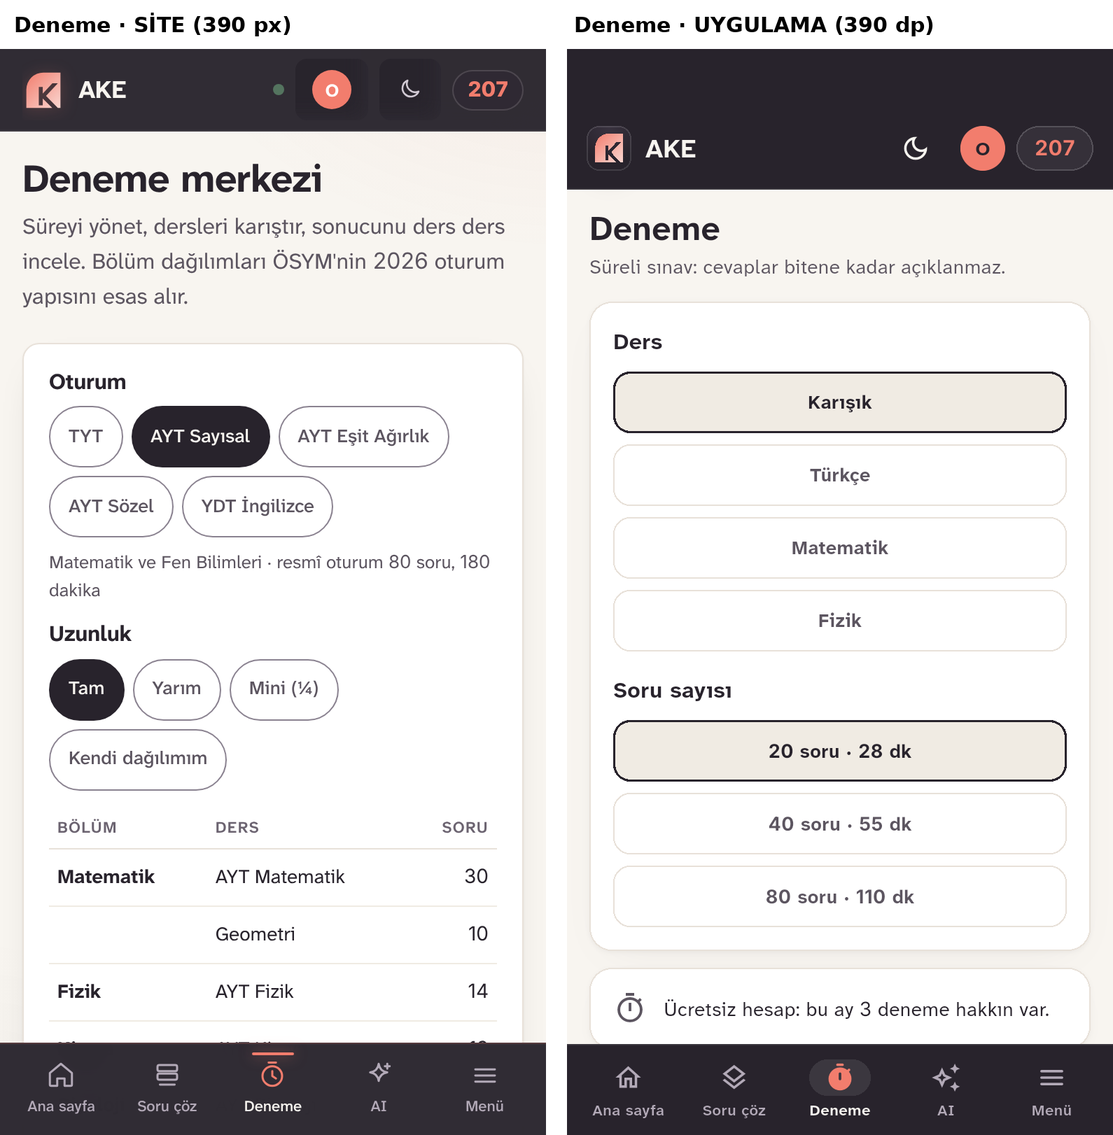 Deneme · SİTE (390 px)
AKE
O
207
Deneme merkezi
Süreyi yönet, dersleri karıştır, sonucunu ders ders
incele. Bölüm dağılımları ÖSYM'nin 2026 oturum
yapısını esas alır.
Oturum
TYT
AYT Sayısal
AYT Eşit Ağırlık
AYT Sözel
YDT İngilizce
Matematik ve Fen Bilimleri · resmî oturum 80 soru, 180
dakika
Uzunluk
Tam
Yarım
Mini (¼)
Kendi dağılımım
BÖLÜM DERS SORU
Matematik AYT Matematik 30
Geometri 10
Fizik AYT Fizik 14
Ana sayfa
Soru çöz
Deneme
AI
Menü
Deneme · UYGULAMA (390 dp)
AKE
O
207
Deneme
Süreli sınav: cevaplar bitene kadar açıklanmaz.
Ders
Karışık
Türkçe
Matematik
Fizik
Soru sayısı
20 soru · 28 dk
40 soru · 55 dk
80 soru · 110 dk
Ücretsiz hesap: bu ay 3 deneme hakkın var.
Ana sayfa
Soru çöz
Deneme
AI
Menü